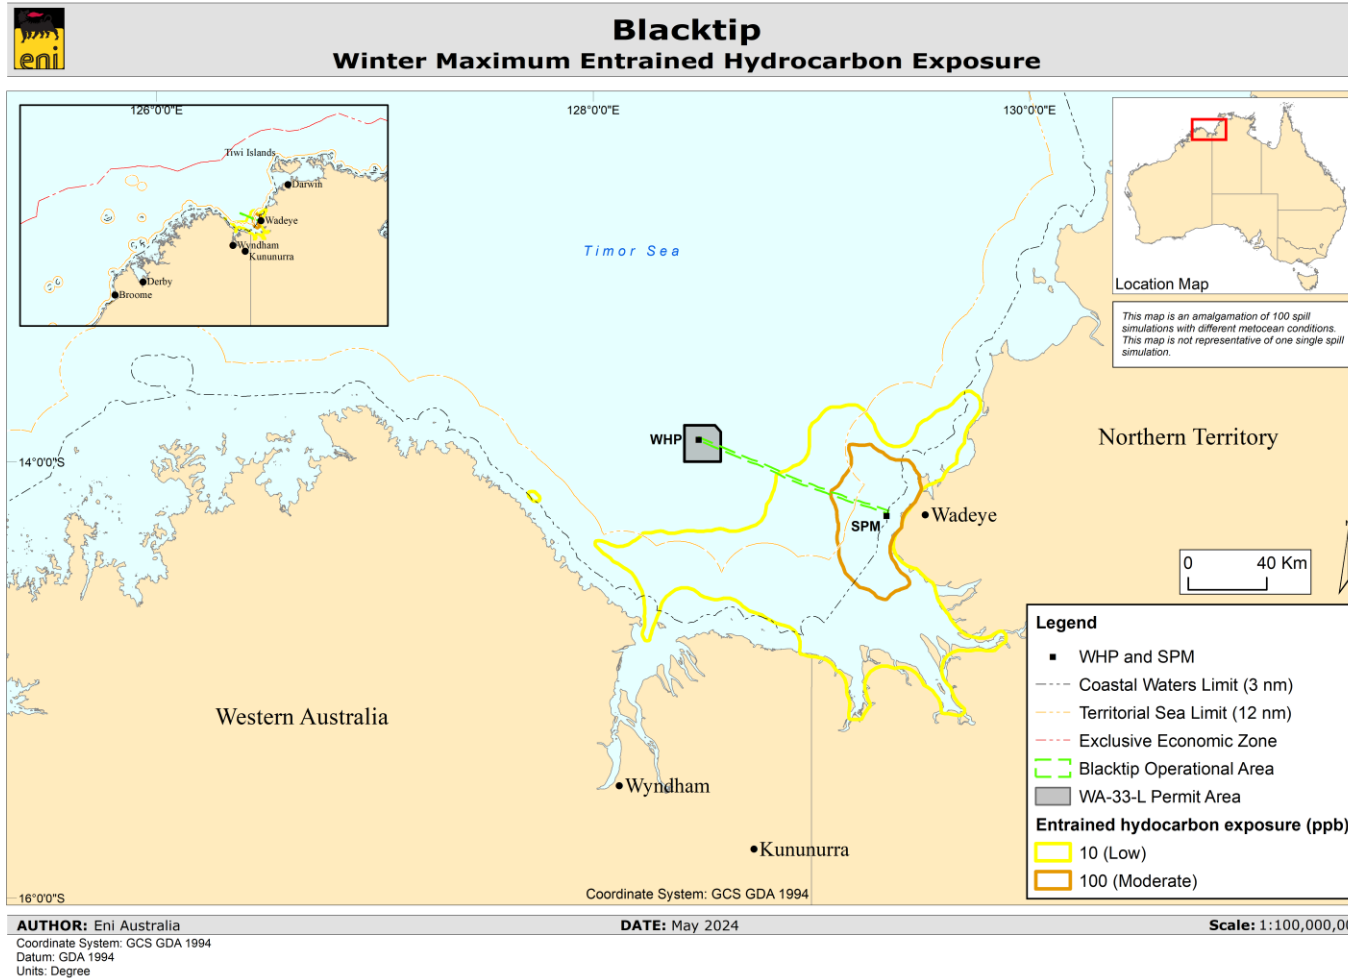 eni
Blacktip
Winter Maximum Entrained Hydrocarbon Exposure
126°0'0"E
128°0'0"E
130°0'0"E
Tiwi Islands
Darwin
Wadeye
Wyndham
Kununurra
Derby
Broome
Timor Sea
Location Map
This map is an amalgamation of 100 spill
simulations with different metocean conditions.
This map is not representative of one single spill
simulation.
WHP
Northern Territory
14°0'0"S
SPM
Wadeye
0 40 Km
Western Australia
Wyndham
Kununurra
Coordinate System: GCS GDA 1994
16°0'0"S
Legend
WHP and SPM
Coastal Waters Limit (3 nm)
Territorial Sea Limit (12 nm)
Exclusive Economic Zone
Blacktip Operational Area
WA-33-L Permit Area
Entrained hydocarbon exposure (ppb)
10 (Low)
100 (Moderate)
AUTHOR: Eni Australia
DATE: May 2024
Scale: 1:100,000,00
Coordinate System: GCS GDA 1994
Datum: GDA 1994
Units: Degree